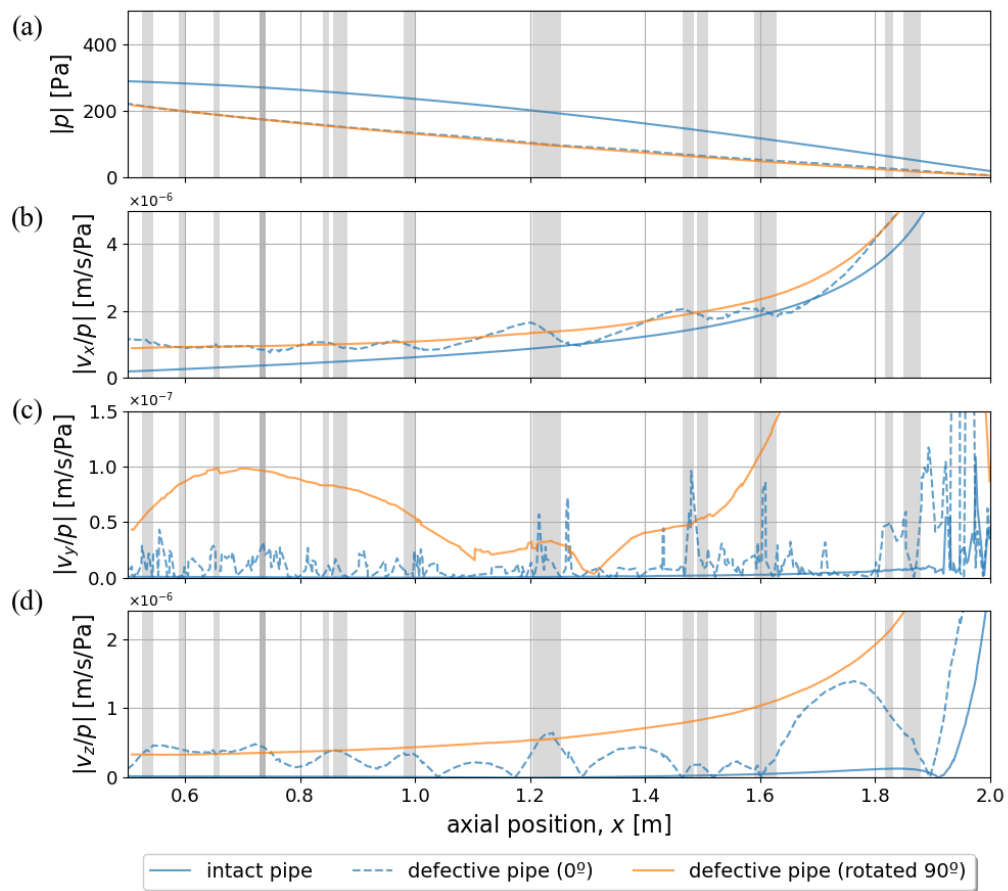 (a)
|p| [Pa]
400
200
0
(b)
×10⁻⁶
|vₓ/p| [m/s/Pa]
4
2
0
(c)
×10⁻⁷
|v_y/p| [m/s/Pa]
1.5
1.0
0.5
0.0
(d)
×10⁻⁶
|v_z/p| [m/s/Pa]
2
1
0
0.6 0.8 1.0 1.2 1.4 1.6 1.8 2.0
axial position, x [m]
intact pipe defective pipe (0º) defective pipe (rotated 90º)